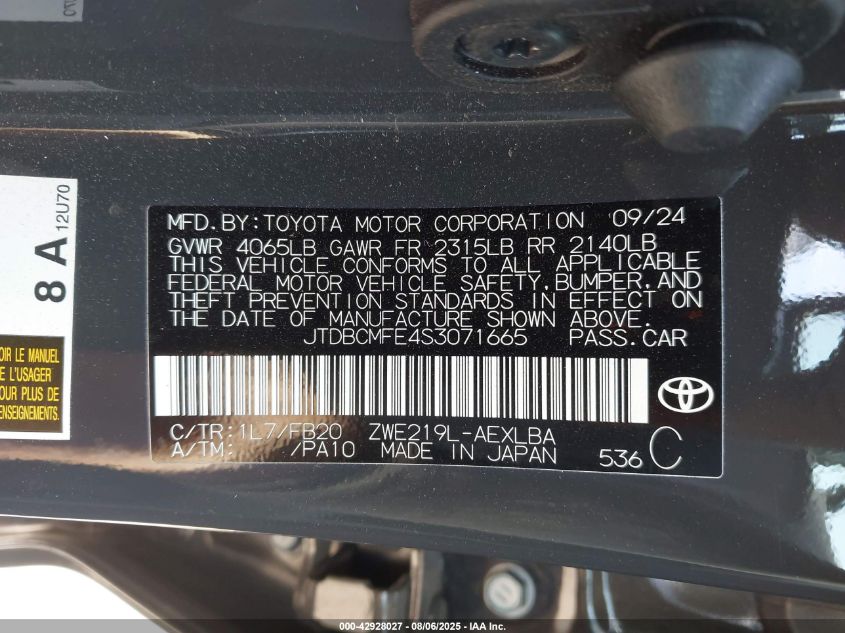 MFD.BY:TOYOTA MOTOR CORPORATION 09/24
GVWR 4065LB GAWR FR 2315LB RR 2140LB
THIS VEHICLE CONFORMS TO ALL APPLICABLE
FEDERAL MOTOR VEHICLE SAFETY,BUMPER,AND
THEFT PREVENTION STANDARDS IN EFFECT ON
THE DATE OF MANUFACTURE SHOWN ABOVE.
JTDBCMFE4S3071665 PASS.CAR
C/TR:1L7/FB20 ZWE219L-AEXLBA
A/TM: /PA10 MADE IN JAPAN 536 C
8 A 12U70
OIR LE MANUEL
E L'USAGER
OUR PLUS DE
ENSEIGNEMENTS.
000-42928027 - 08/06/2025 - IAA Inc.